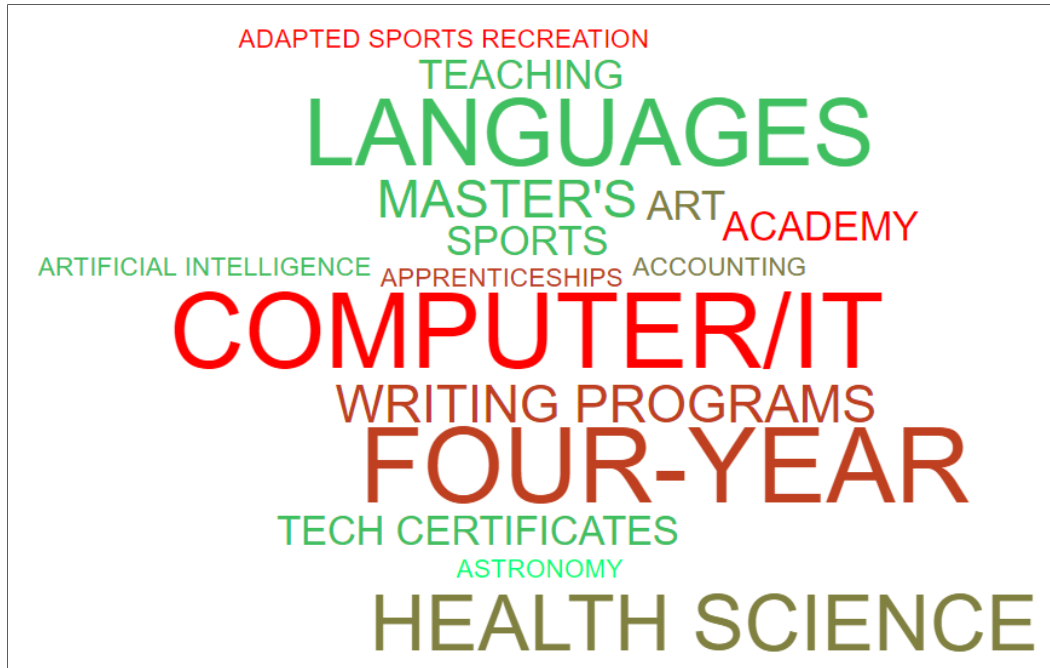 ADAPTED SPORTS RECREATION
TEACHING
LANGUAGES
MASTER'S
ART
ACADEMY
SPORTS
ARTIFICIAL INTELLIGENCE
APPRENTICESHIPS
ACCOUNTING
COMPUTER/IT
WRITING PROGRAMS
FOUR-YEAR
TECH CERTIFICATES
ASTRONOMY
HEALTH SCIENCE